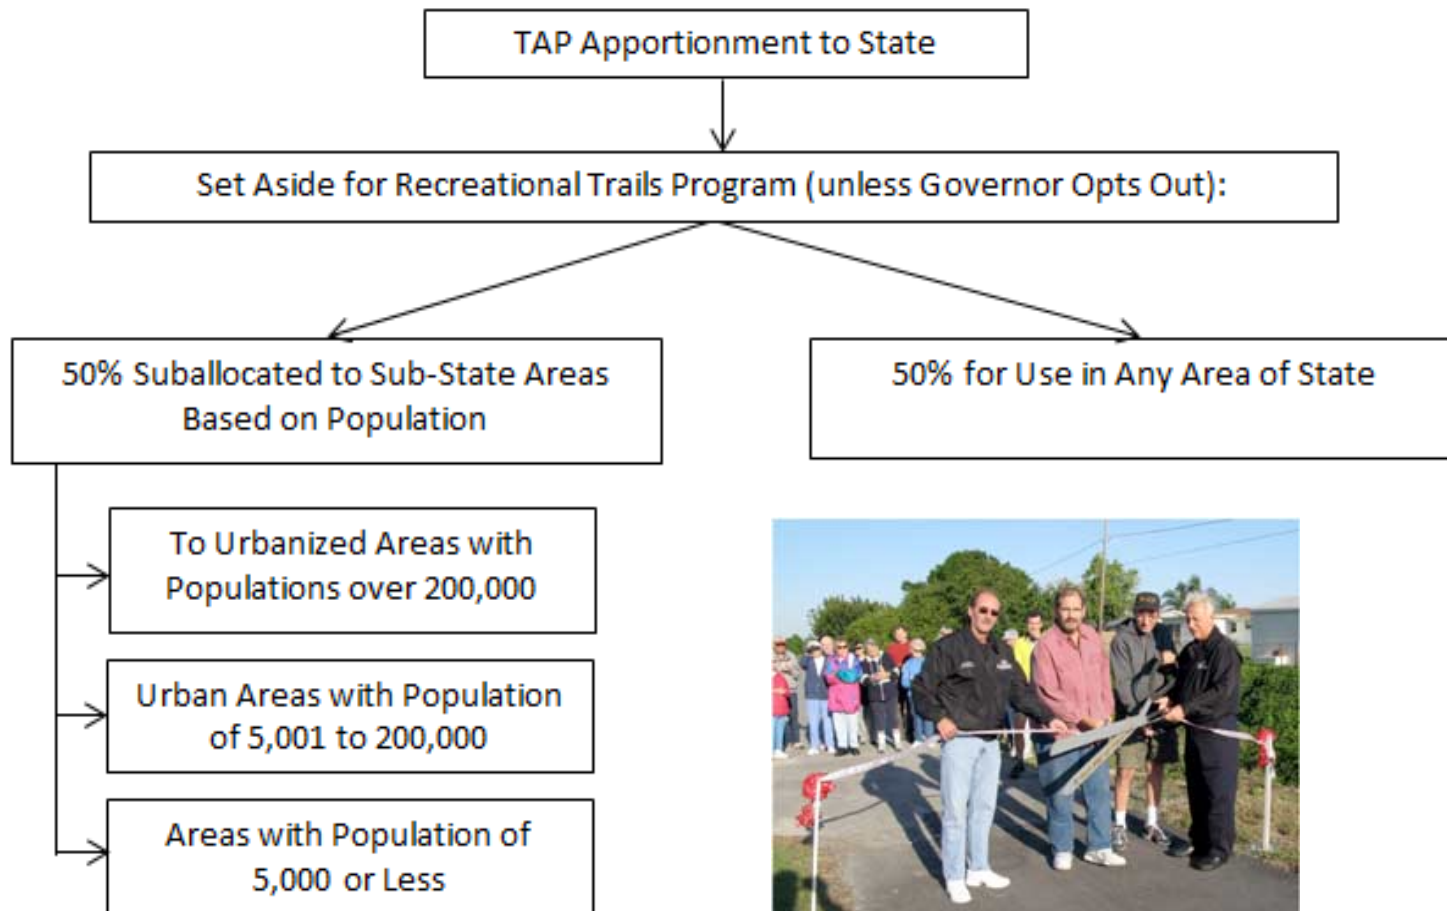 TAP Apportionment to State
Set Aside for Recreational Trails Program (unless Governor Opts Out):
50% Suballocated to Sub-State Areas
Based on Population
50% for Use in Any Area of State
To Urbanized Areas with
Populations over 200,000
Urban Areas with Population
of 5,001 to 200,000
Areas with Population of
5,000 or Less